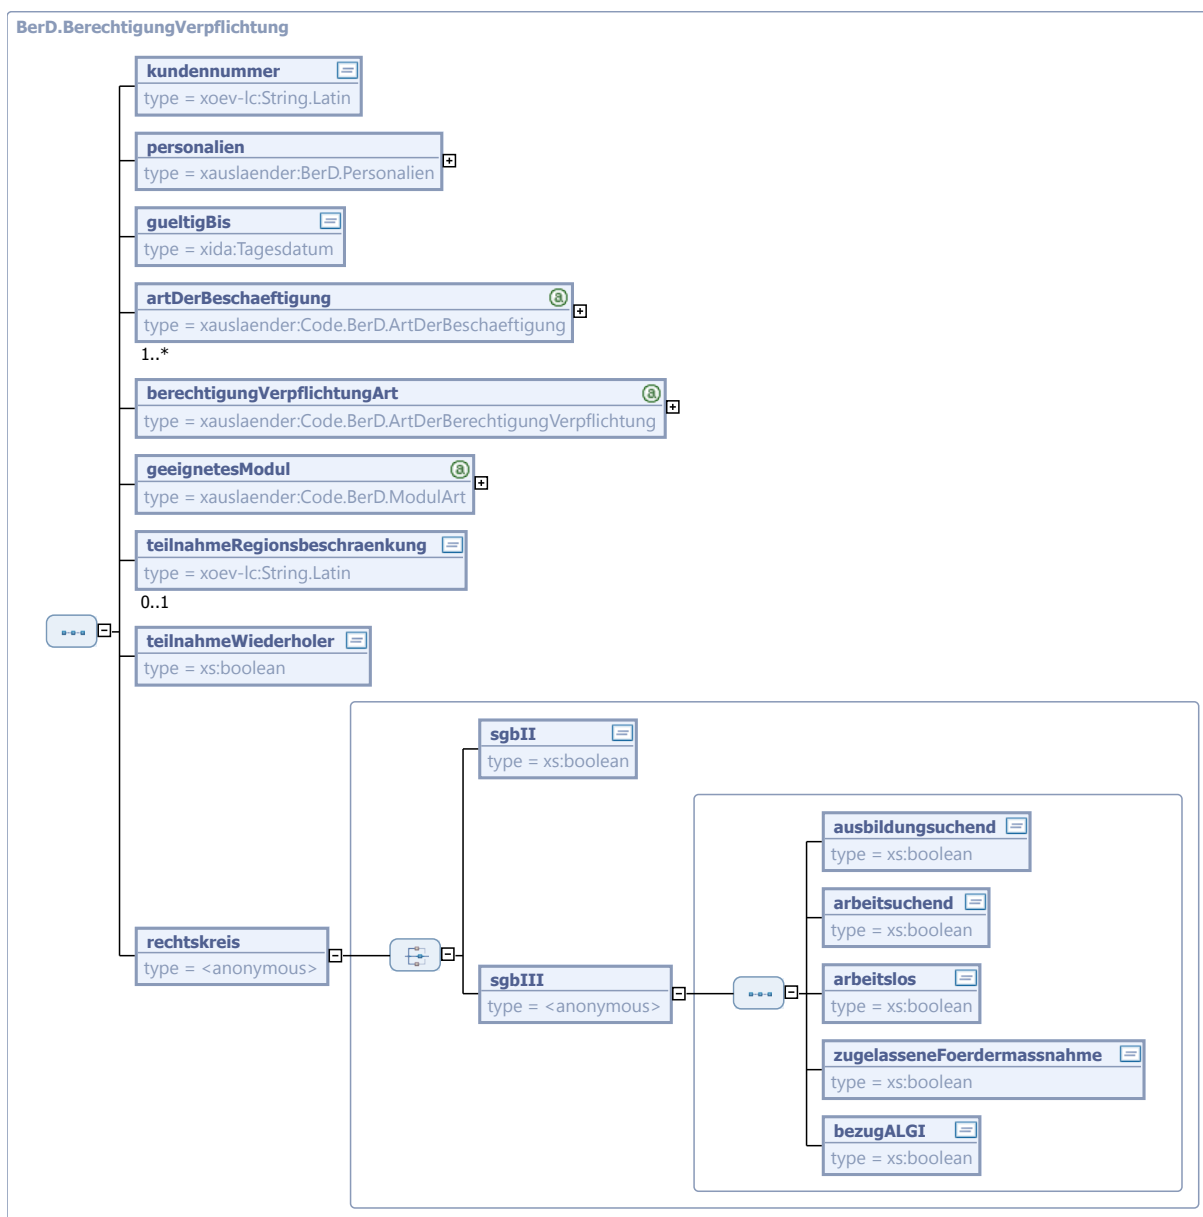 BerD.BerechtigungVerpflichtung
kundennummer
type = xoev-lc:String.Latin
personalien
type = xauslaender:BerD.Personalien
gueltigBis
type = xida:Tagesdatum
artDerBeschaeftigung
type = xauslaender:Code.BerD.ArtDerBeschaeftigung
1..*
berechtigungVerpflichtungArt
type = xauslaender:Code.BerD.ArtDerBerechtigungVerpflichtung
geeignetesModul
type = xauslaender:Code.BerD.ModulArt
teilnahmeRegionsbeschraenkung
type = xoev-lc:String.Latin
0..1
teilnahmeWiederholer
type = xs:boolean
rechtskreis
type = <anonymous>
sgbII
type = xs:boolean
sgbIII
type = <anonymous>
ausbildungsuchend
type = xs:boolean
arbeitsuchend
type = xs:boolean
arbeitslos
type = xs:boolean
zugelasseneFoerdermassnahme
type = xs:boolean
bezugALGI
type = xs:boolean